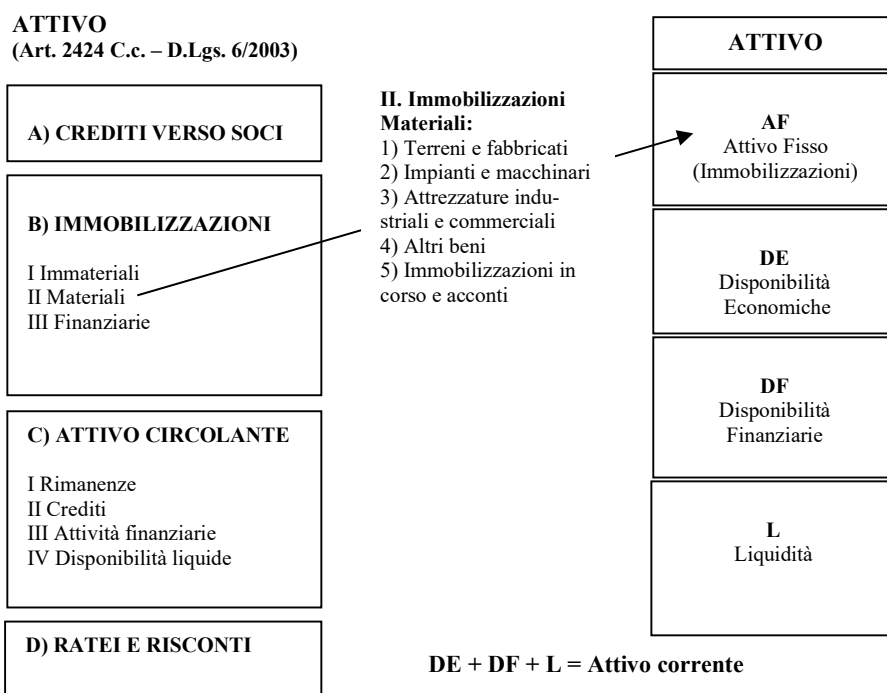 ATTIVO
(Art. 2424 C.c. – D.Lgs. 6/2003)
A) CREDITI VERSO SOCI
B) IMMOBILIZZAZIONI
I Immateriali
II Materiali
III Finanziarie
C) ATTIVO CIRCOLANTE
I Rimanenze
II Crediti
III Attività finanziarie
IV Disponibilità liquide
D) RATEI E RISCONTI
II. Immobilizzazioni
Materiali:
1) Terreni e fabbricati
2) Impianti e macchinari
3) Attrezzature indu-
striali e commerciali
4) Altri beni
5) Immobilizzazioni in
corso e acconti
ATTIVO
AF
Attivo Fisso
(Immobilizzazioni)
DE
Disponibilità
Economiche
DF
Disponibilità
Finanziarie
L
Liquidità
DE + DF + L = Attivo corrente